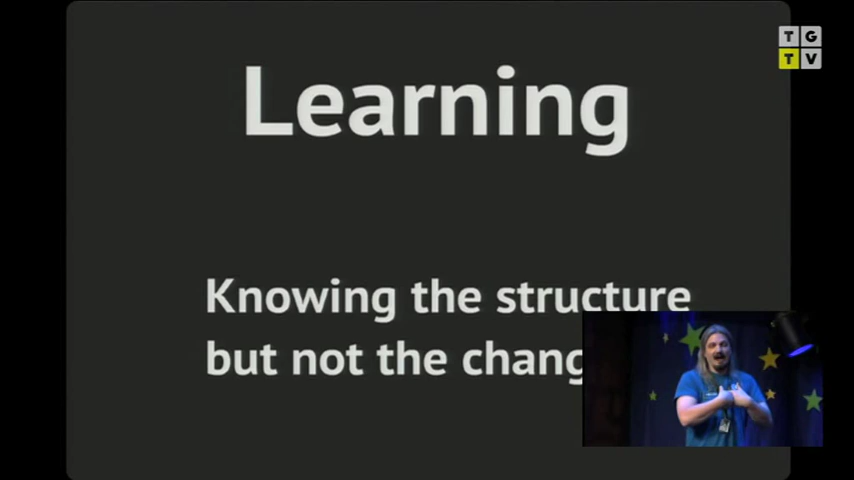 Learning
Knowing the structure
but not the
TG
TV